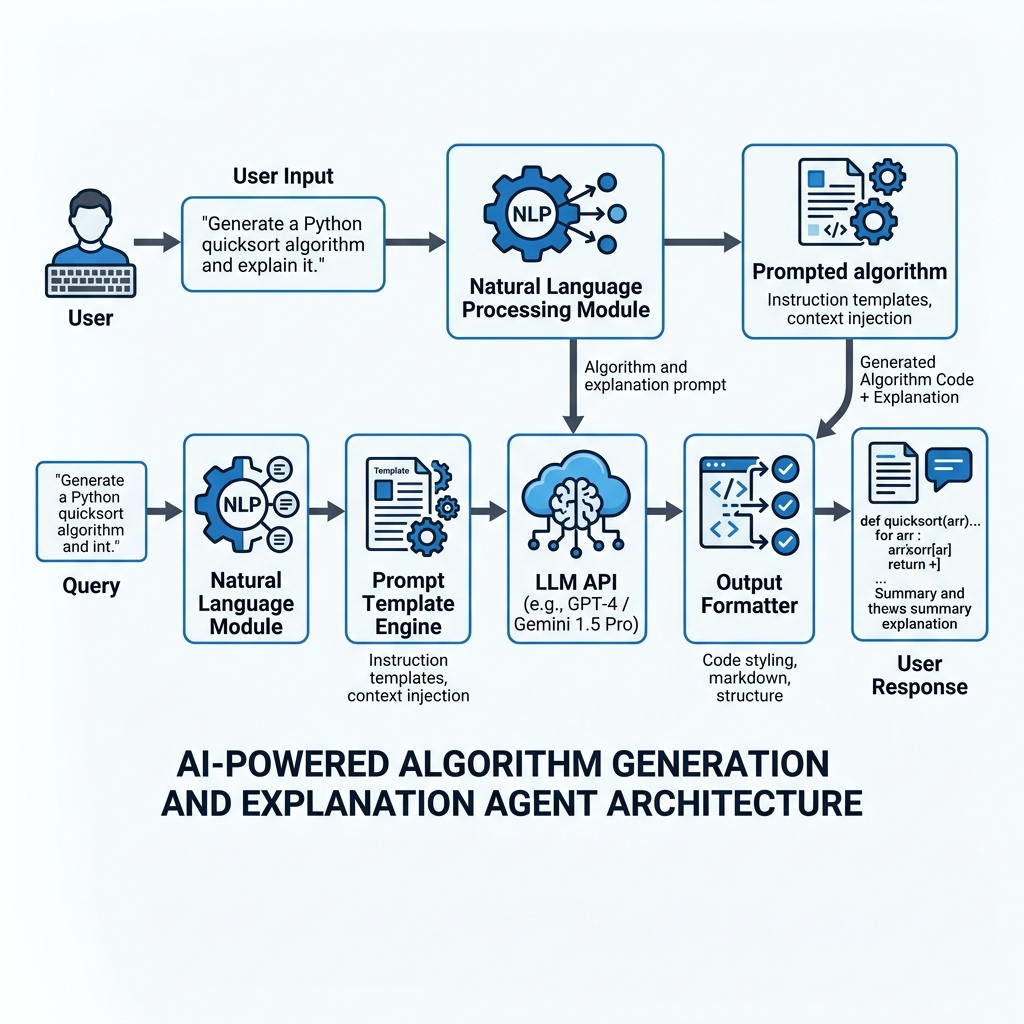 User Input
"Generate a Python
quicksort algorithm
and explain it."
User
NLP
Natural Language
Processing Module
</>
Prompted algorithm
Instruction templates,
context injection
Algorithm and
explanation prompt
Generated
Algorithm Code
+ Explanation
"Generate
a Python
quicksort
algorithm
and int."
Query
NLP
Natural
Language
Module
Template
Prompt
Template
Engine
Instruction
templates,
context injection
LLM API
(e.g., GPT-4 /
Gemini 1.5 Pro)
</>
<>
Output
Formatter
Code styling,
markdown,
structure
def quicksort(arr)...
for arr :
arrxorr[ar]
return +]
...
Summary and
thews summary
explanation
User
Response
AI-POWERED ALGORITHM GENERATION
AND EXPLANATION AGENT ARCHITECTURE